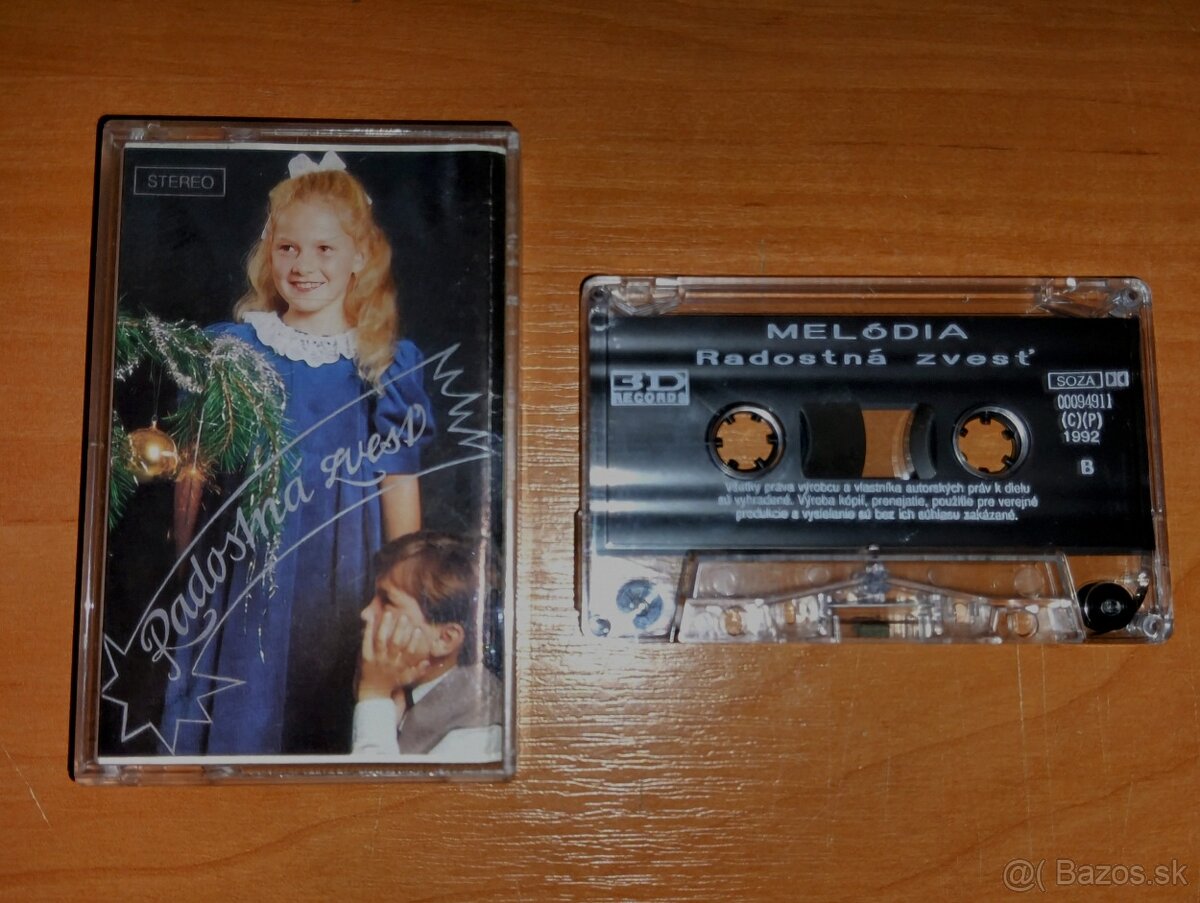 STEREO
Radostná zvesť
MELóDIA
Radostná zvesť
3D
RECORDS
SOZA
00094911
(C)(P)
1992
B
Všetky práva výrobcu a vlastníka autorských práv k dielu
sú vyhradené. Výroba kópií, prenajatie, použitie pre verejné
produkcie a vysielanie sú bez ich súhlasu zakázané.
@( Bazos.sk